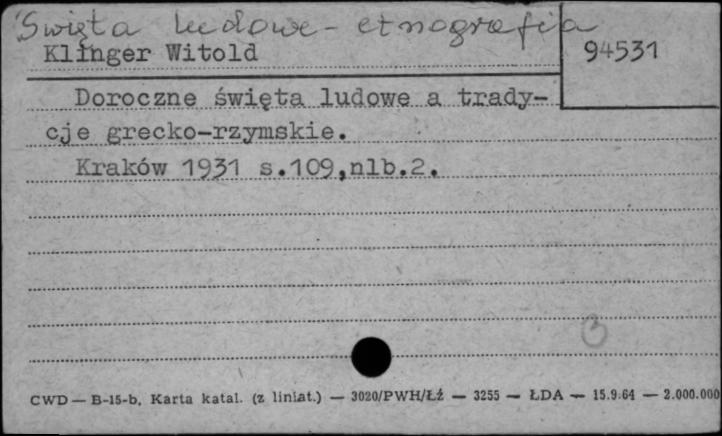 Święta ludowe - etnografia
Klinger Witold
94531
Doroczne święta ludowe a trady-
cje grecko-rzymskie.
Kraków 1931 s.109,nlb.2.
3
CWD — B-15-b. Karta katal. (z liniat.) — 3020/PWH/Łź — 3255 — ŁDA — 15.9.64 — 2.000.000